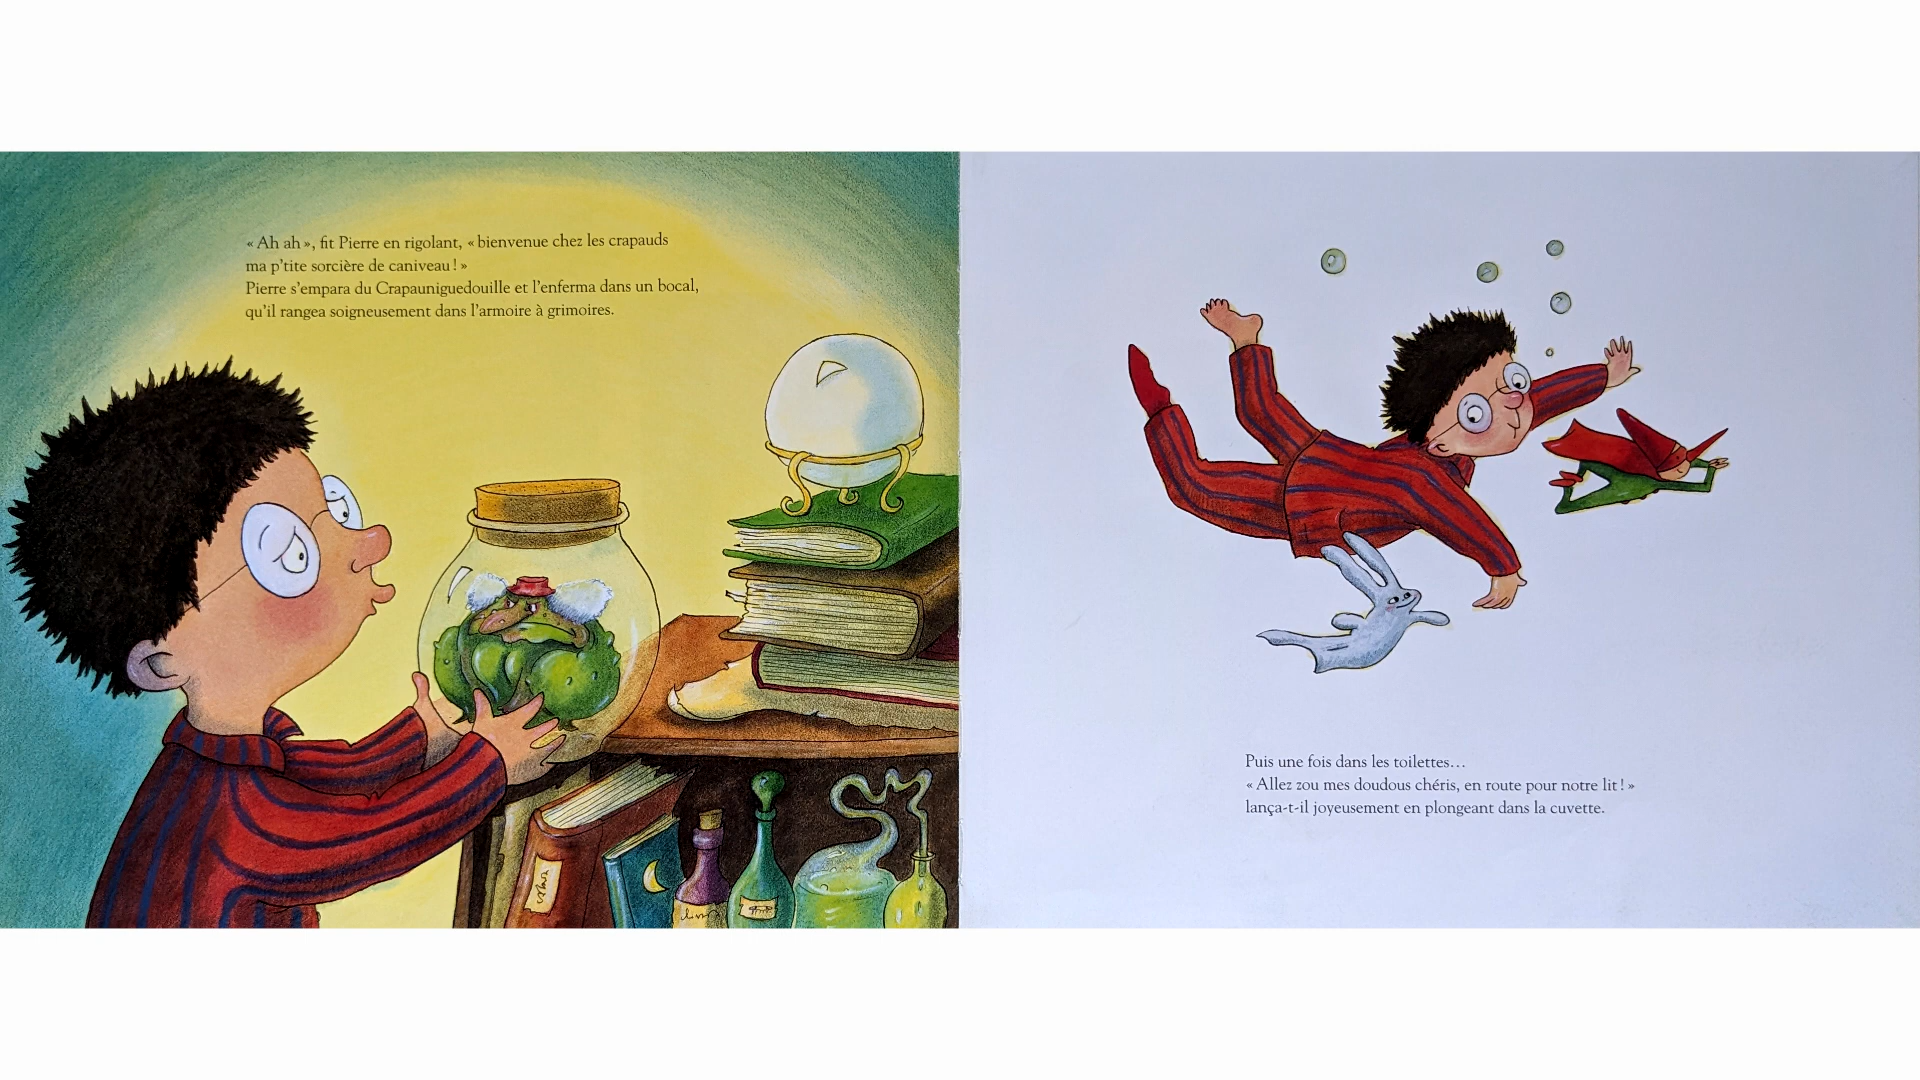 « Ah ah », fit Pierre en rigolant, « bienvenue chez les crapauds
ma p'tite sorcière de caniveau ! »
Pierre s'empara du Crapauniguedouille et l'enferma dans un bocal,
qu'il rangea soigneusement dans l'armoire à grimoires.
Puis une fois dans les toilettes…
« Allez zou mes doudous chéris, en route pour notre lit ! »
lança-t-il joyeusement en plongeant dans la cuvette.